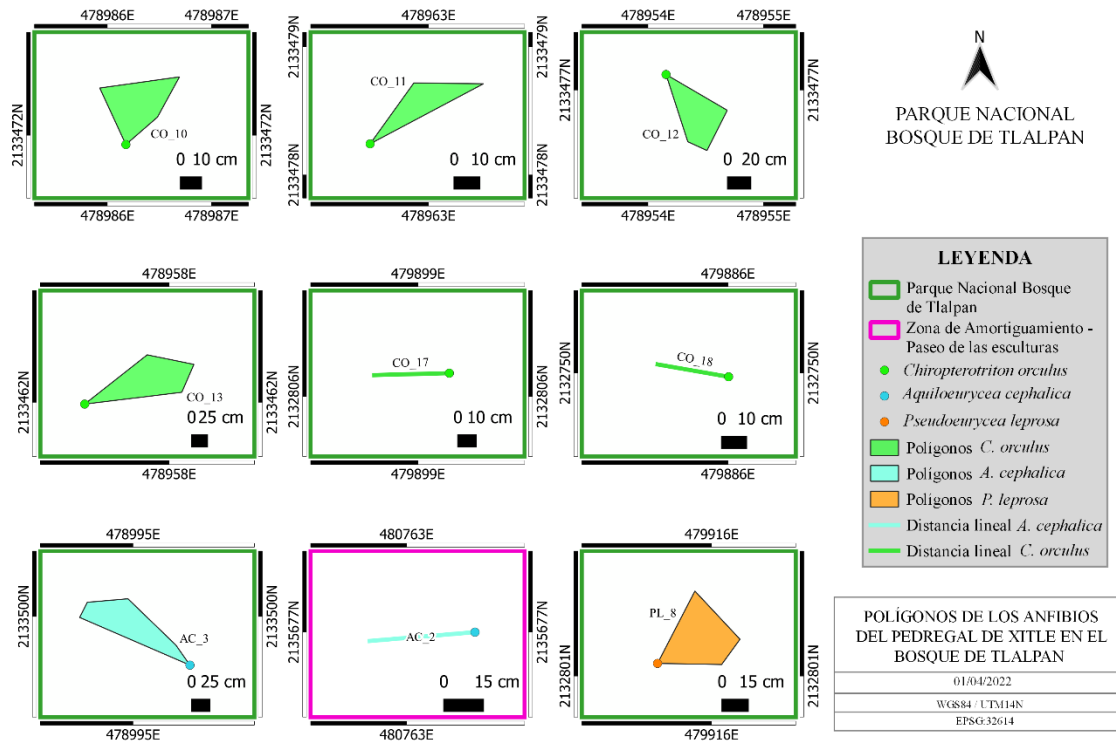 478986E 478987E
2133472N
CO_10
0 10 cm
2133472N
478986E 478987E
478963E
2133479N
2133479N
CO_11
0 10 cm
2133478N
2133478N
478963E
478954E 478955E
2133477N
2133477N
CO_12
0 20 cm
478954E 478955E
N
PARQUE NACIONAL
BOSQUE DE TLALPAN
478958E
2133462N
CO_13
0 25 cm
2133462N
478958E
479899E
2132806N
CO_17
0 10 cm
2132806N
479899E
479886E
2132750N
CO_18
0 10 cm
2132750N
479886E
LEYENDA
Parque Nacional Bosque
de Tlalpan
Zona de Amortiguamiento -
Paseo de las esculturas
Chiropterotriton orculus
Aquiloeurycea cephalica
Pseudoeurycea leprosa
Polígonos C. orculus
Polígonos A. cephalica
Polígonos P. leprosa
Distancia lineal A. cephalica
Distancia lineal C. orculus
478995E
2133500N
AC_3
0 25 cm
2133500N
478995E
480763E
2135677N
AC_2
0 15 cm
2135677N
480763E
479916E
2132801N
PL_8
0 15 cm
2132801N
479916E
POLÍGONOS DE LOS ANFIBIOS
DEL PEDREGAL DE XITLE EN EL
BOSQUE DE TLALPAN
01/04/2022
WGS84 / UTM14N
EPSG:32614